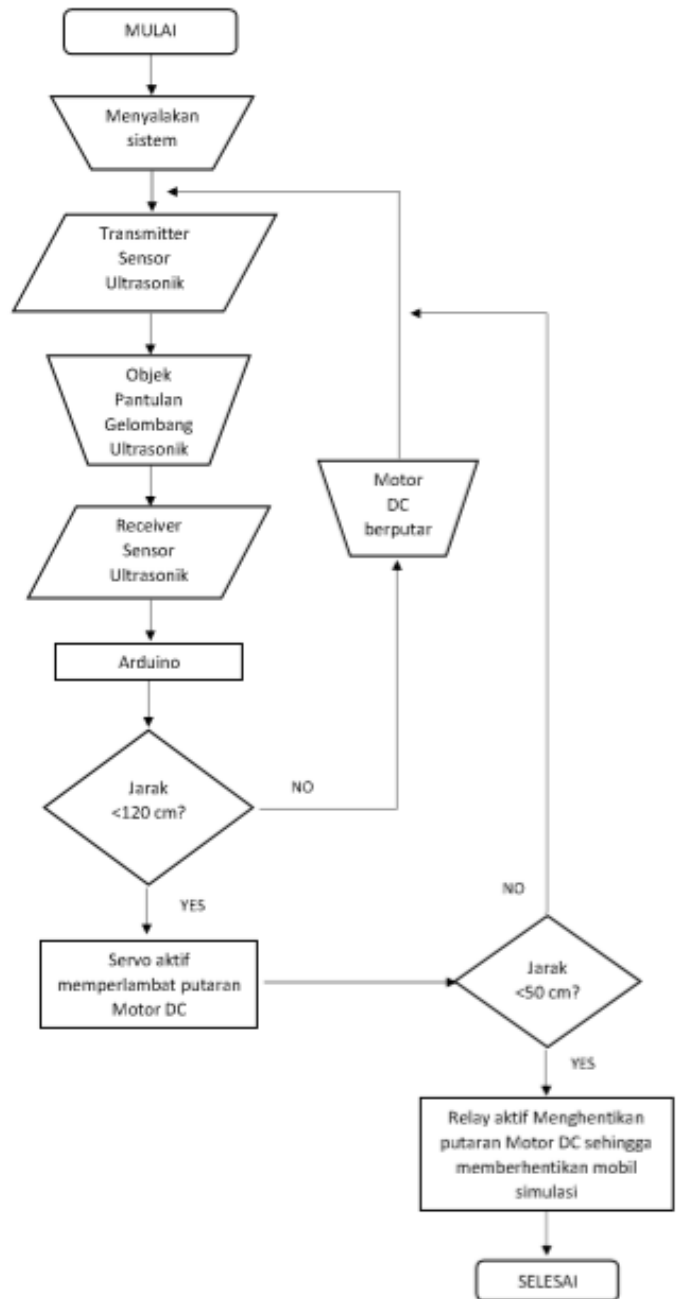 MULAI
Menyalakan
sistem
Transmitter
Sensor
Ultrasonik
Objek
Pantulan
Gelombang
Ultrasonik
Receiver
Sensor
Ultrasonik
Arduino
Jarak
<120 cm?
NO
YES
Motor
DC
berputar
Servo aktif
memperlambat putaran
Motor DC
Jarak
<50 cm?
NO
YES
Relay aktif Menghentikan
putaran Motor DC sehingga
memberhentikan mobil
simulasi
SELESAI